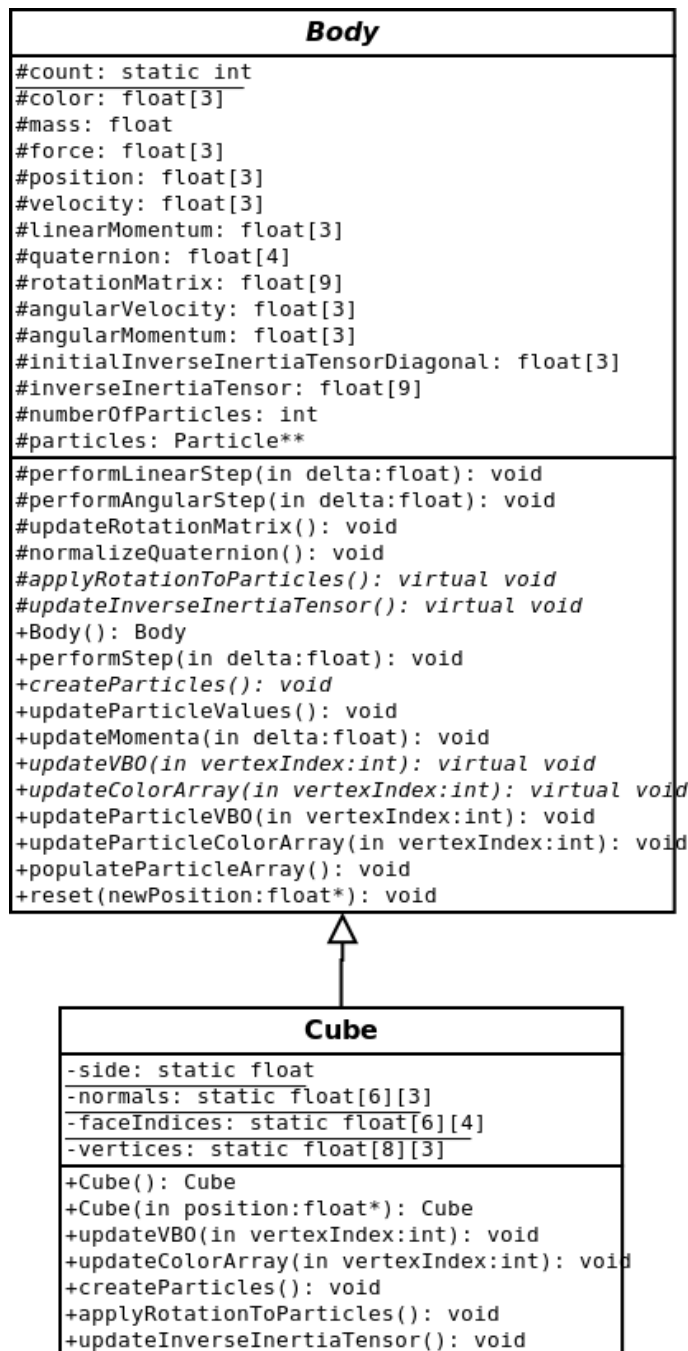 Body
#count: static int
#color: float[3]
#mass: float
#force: float[3]
#position: float[3]
#velocity: float[3]
#linearMomentum: float[3]
#quaternion: float[4]
#rotationMatrix: float[9]
#angularVelocity: float[3]
#angularMomentum: float[3]
#initialInverseInertiaTensorDiagonal: float[3]
#inverseInertiaTensor: float[9]
#numberOfParticles: int
#particles: Particle**
#performLinearStep(in delta:float): void
#performAngularStep(in delta:float): void
#updateRotationMatrix(): void
#normalizeQuaternion(): void
#applyRotationToParticles(): virtual void
#updateInverseInertiaTensor(): virtual void
+Body(): Body
+performStep(in delta:float): void
+createParticles(): void
+updateParticleValues(): void
+updateMomenta(in delta:float): void
+updateVBO(in vertexIndex:int): virtual void
+updateColorArray(in vertexIndex:int): virtual void
+updateParticleVBO(in vertexIndex:int): void
+updateParticleColorArray(in vertexIndex:int): void
+populateParticleArray(): void
+reset(newPosition:float*): void
Cube
-side: static float
-normals: static float[6][3]
-faceIndices: static float[6][4]
-vertices: static float[8][3]
+Cube(): Cube
+Cube(in position:float*): Cube
+updateVBO(in vertexIndex:int): void
+updateColorArray(in vertexIndex:int): void
+createParticles(): void
+applyRotationToParticles(): void
+updateInverseInertiaTensor(): void